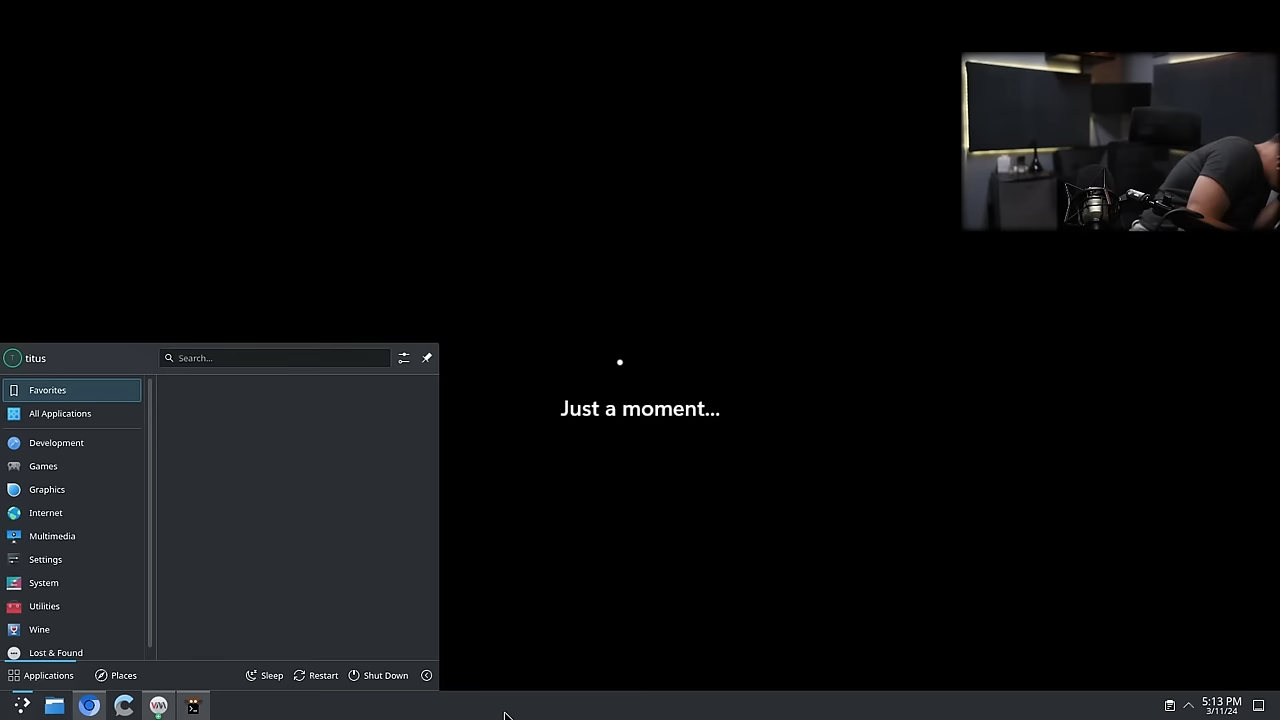 titus
Search...
Favorites
All Applications
Development
Games
Graphics
Internet
Multimedia
Settings
System
Utilities
Wine
Lost & Found
Applications
Places
Sleep
Restart
Shut Down
Just a moment...
5:13 PM
3/11/24